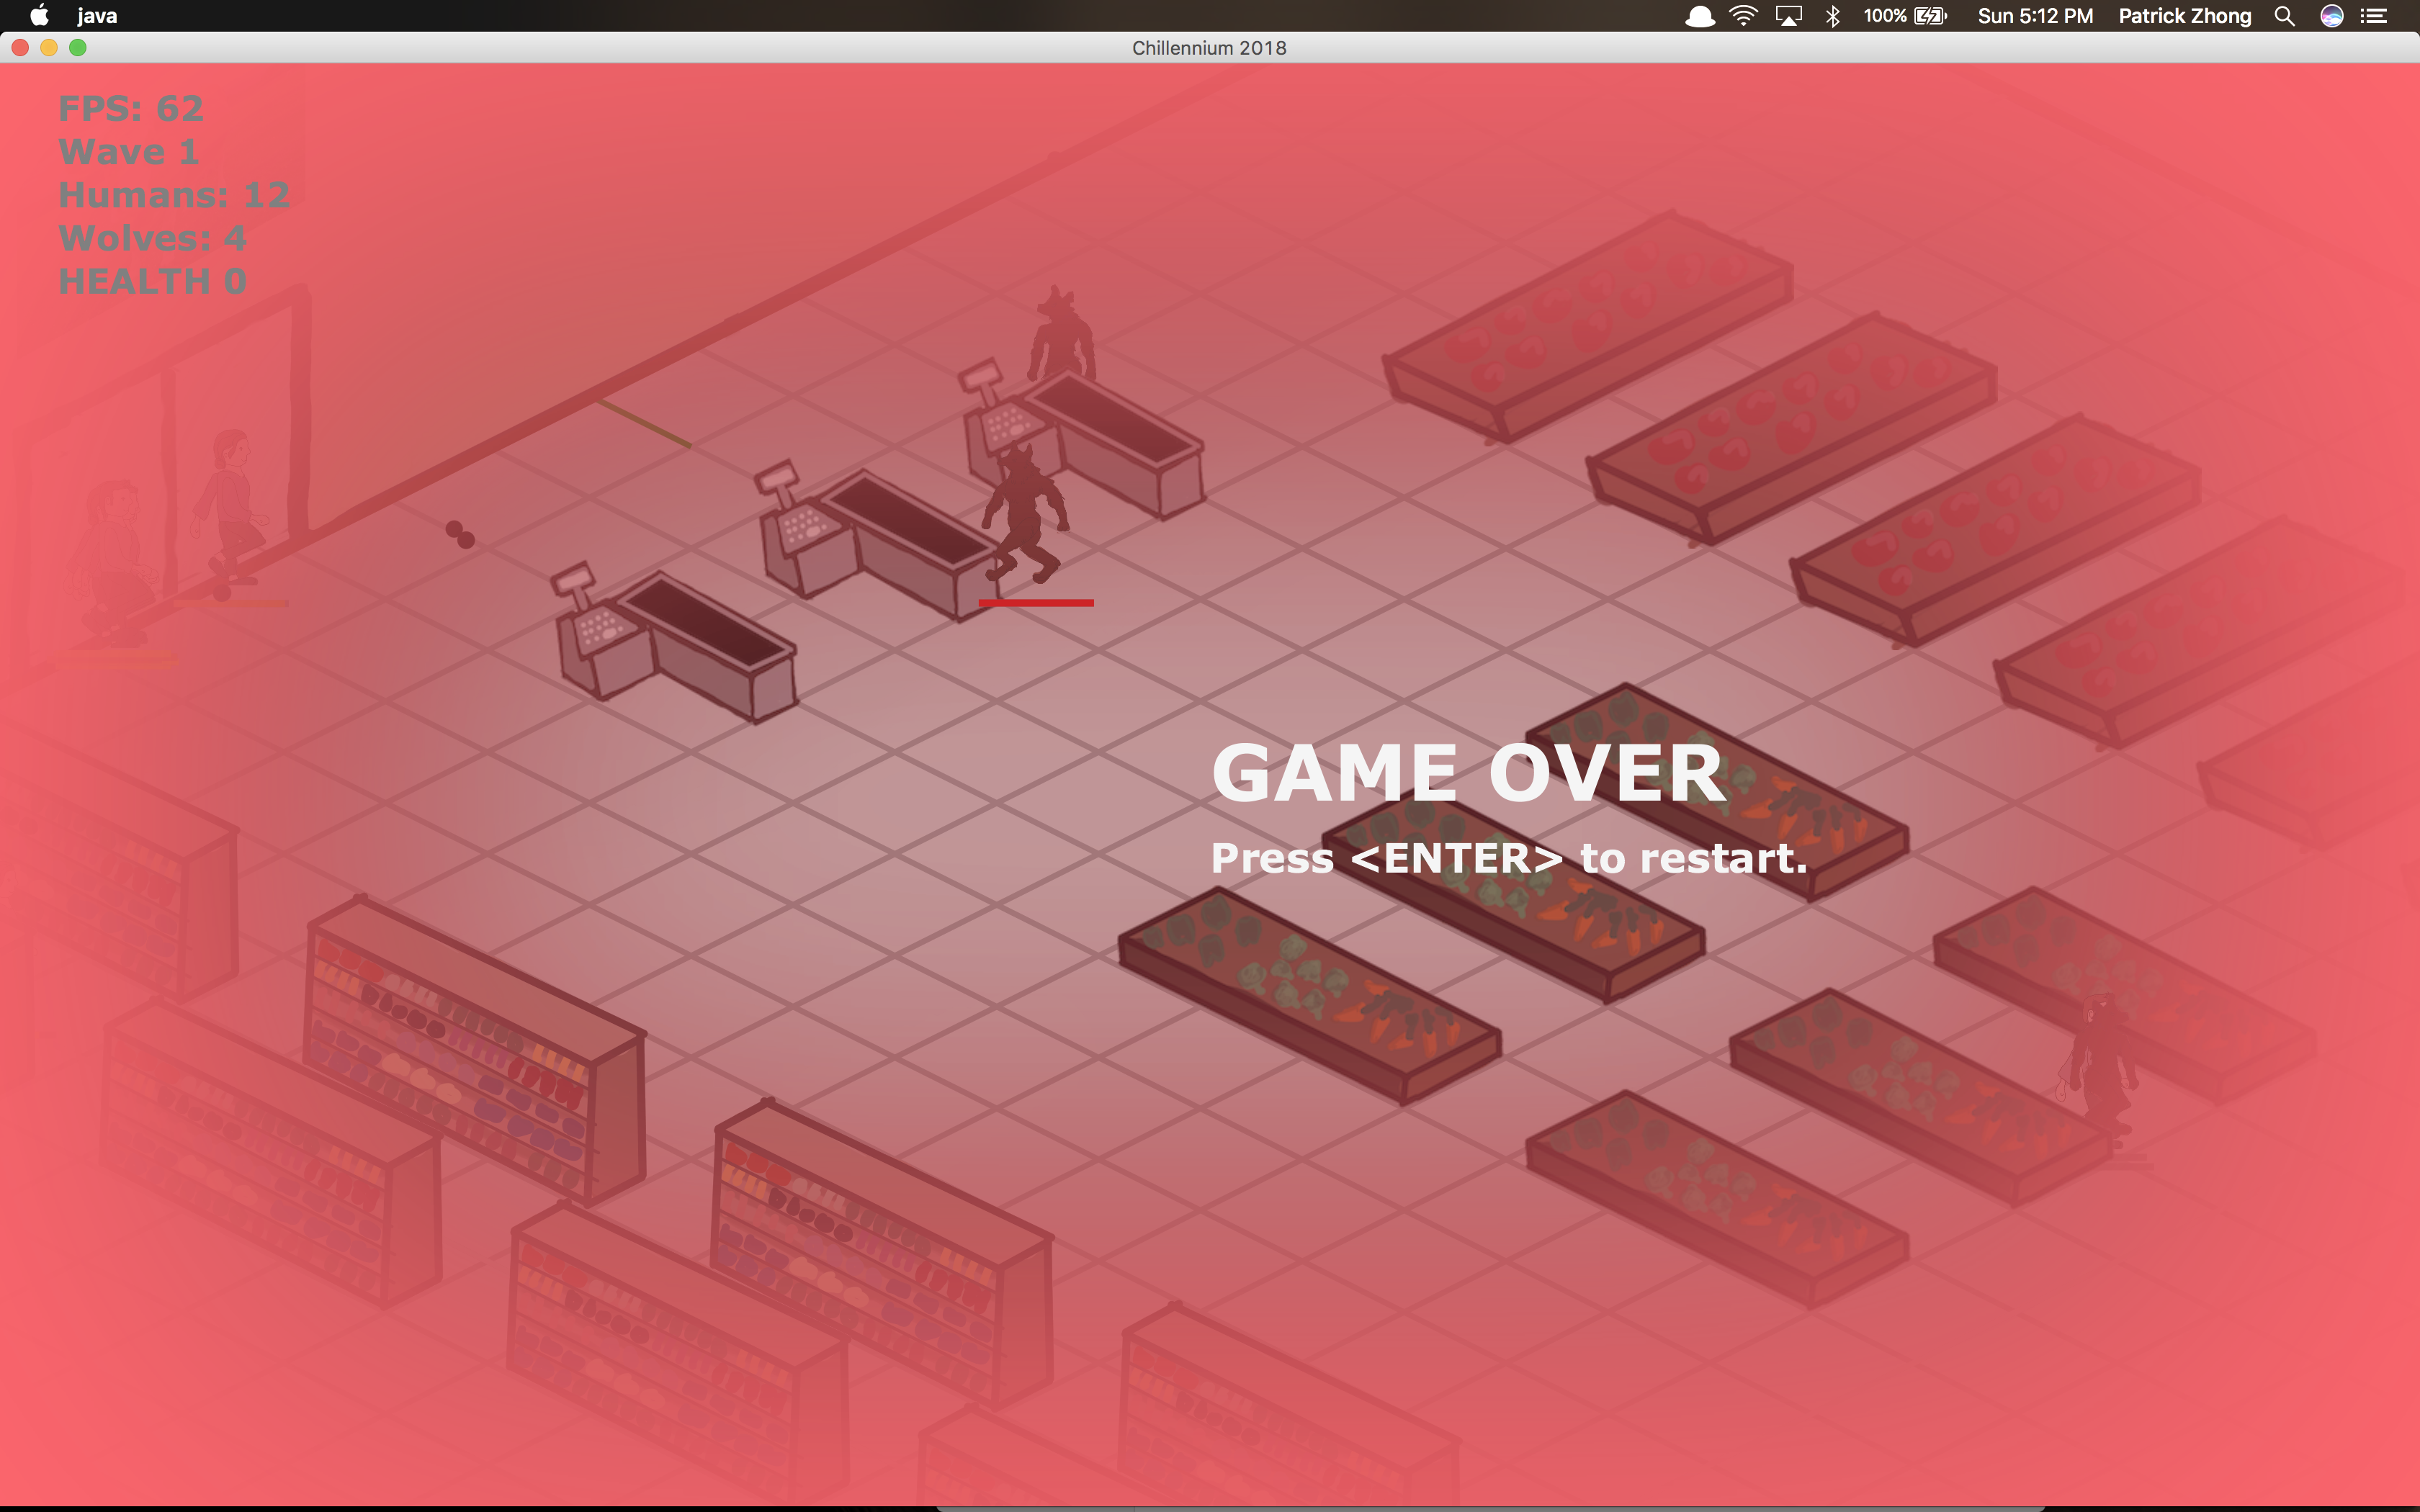 java
100%
Sun 5:12 PM
Patrick Zhong
Chillennium 2018
FPS: 62
Wave 1
Humans: 12
Wolves: 4
HEALTH 0
GAME OVER
Press <ENTER> to restart.